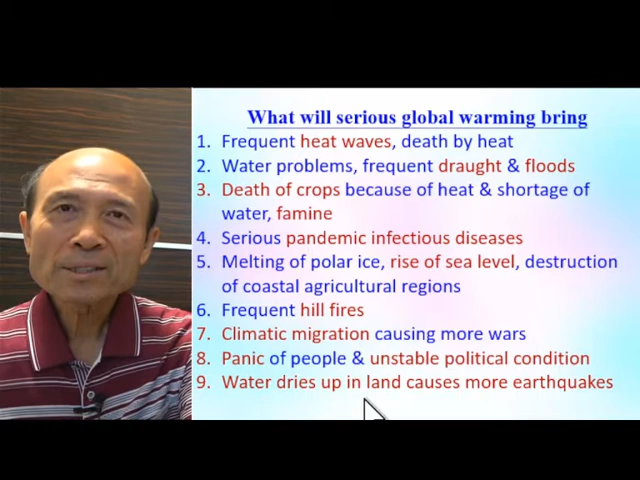 What will serious global warming bring
1. Frequent heat waves, death by heat
2. Water problems, frequent draught & floods
3. Death of crops because of heat & shortage of
water, famine
4. Serious pandemic infectious diseases
5. Melting of polar ice, rise of sea level, destruction
of coastal agricultural regions
6. Frequent hill fires
7. Climatic migration causing more wars
8. Panic of people & unstable political condition
9. Water dries up in land causes more earthquakes